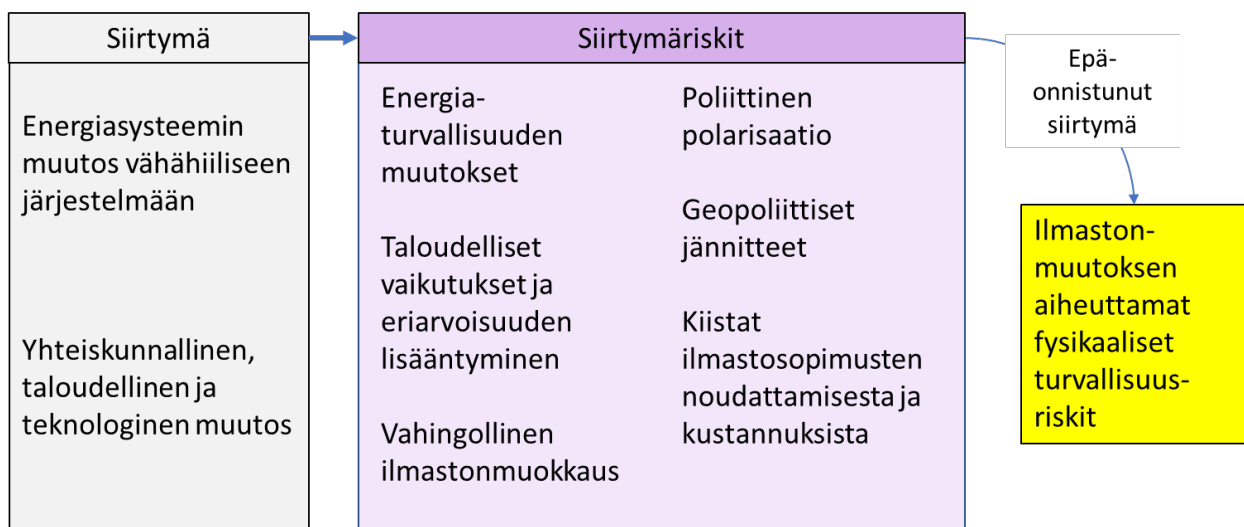 Siirtymä
Energiasysteemin
muutos vähähiiliseen
järjestelmään
Yhteiskunnallinen,
taloudellinen ja
teknologinen muutos
Siirtymäriskit
Energia-
turvallisuuden
muutokset
Taloudelliset
vaikutukset ja
eriarvoisuuden
lisääntyminen
Vahingollinen
ilmastonmuokkaus
Poliittinen
polarisaatio
Geopoliittiset
jännitteet
Kiistat
ilmastosopimusten
noudattamisesta ja
kustannuksista
Epä-
onnistunut
siirtymä
Ilmaston-
muutoksen
aiheuttamat
fysikaaliset
turvallisuus-
riskit